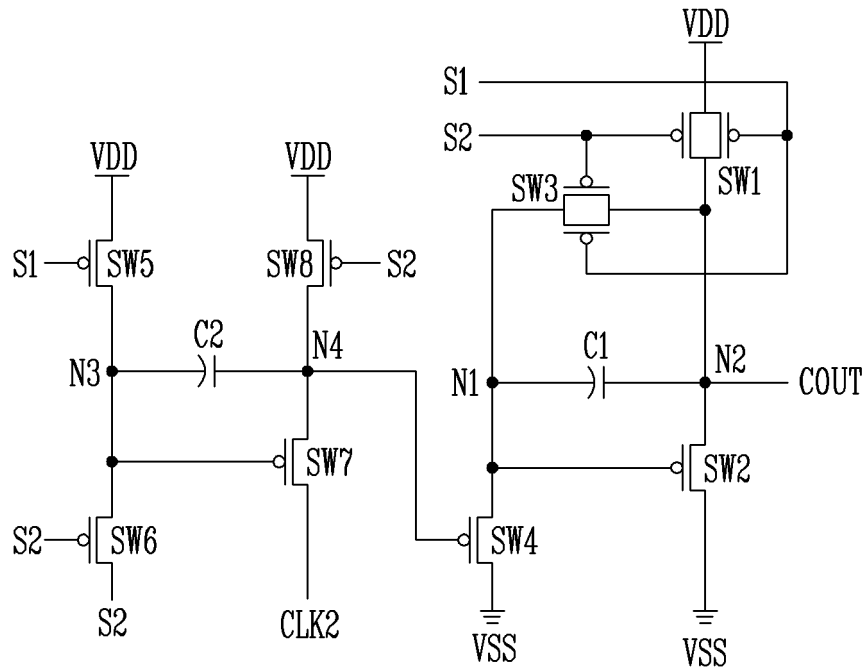 VDD
S1
S2
SW1
SW3
VDD
VDD
S1
SW5
SW8
S2
C2
N4
N3
C1
N2
N1
COUT
SW7
SW2
S2
SW6
SW4
S2
CLK2
VSS
VSS